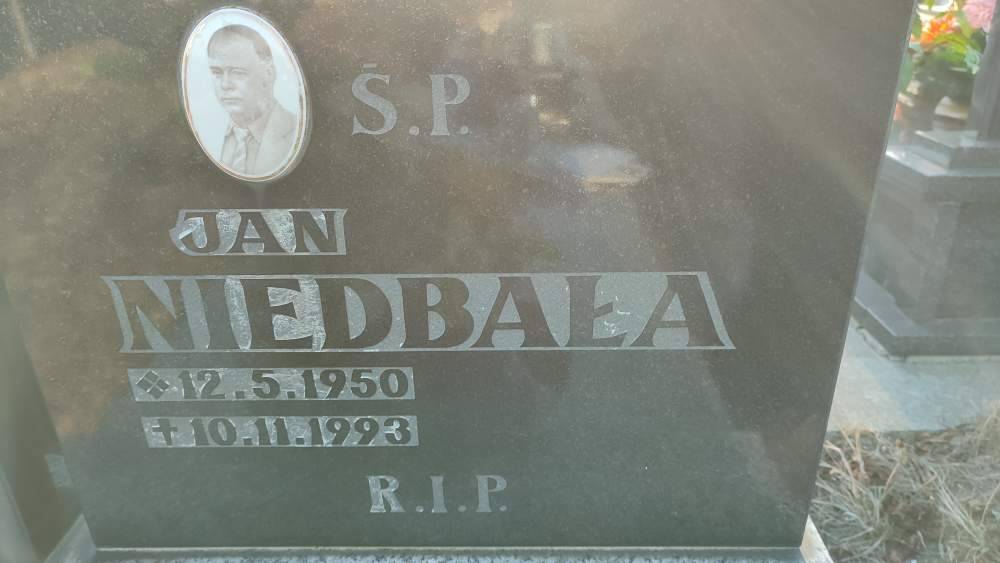 Ś.P.
JAN
NIEDBAŁA
12.5.1950
† 10.11.1993
R.I.P.